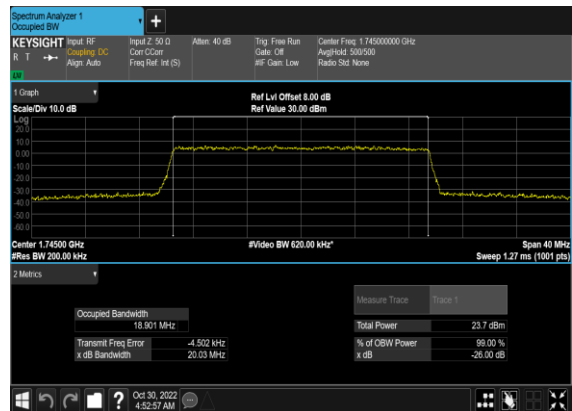 Spectrum Analyzer 1
Occupied BW
KEYSIGHT Input: RF Input Z: 50 Ω Atten: 40 dB Trig: Free Run Center Freq: 1.745000000 GHz
R T Coupling: DC Corr CCorr Gate: Off Avg|Hold: 500/500
Align: Auto Freq Ref: Int (S) #IF Gain: Low Radio Std: None
LW
1 Graph
Ref Lvl Offset 8.00 dB
Scale/Div 10.0 dB Ref Value 30.00 dBm
Log
20.0
10.0
0.00
-10.0
-20.0
-30.0
-40.0
-50.0
-60.0
Center 1.74500 GHz #Video BW 620.00 kHz* Span 40 MHz
#Res BW 200.00 kHz Sweep 1.27 ms (1001 pts)
2 Metrics
Measure Trace Trace 1
Occupied Bandwidth
18.901 MHz Total Power 23.7 dBm
Transmit Freq Error -4.502 kHz % of OBW Power 99.00 %
x dB Bandwidth 20.03 MHz x dB -26.00 dB
Oct 30, 2022
4:52:57 AM